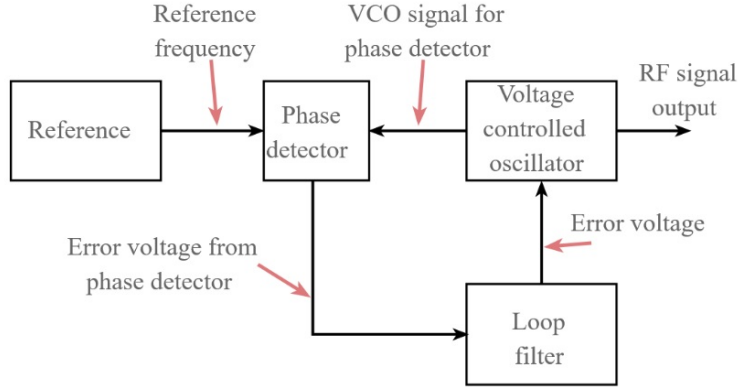 Reference
frequency
VCO signal for
phase detector
RF signal
output
Reference
Phase
detector
Voltage
controlled
oscillator
Error voltage from
phase detector
Error voltage
Loop
filter